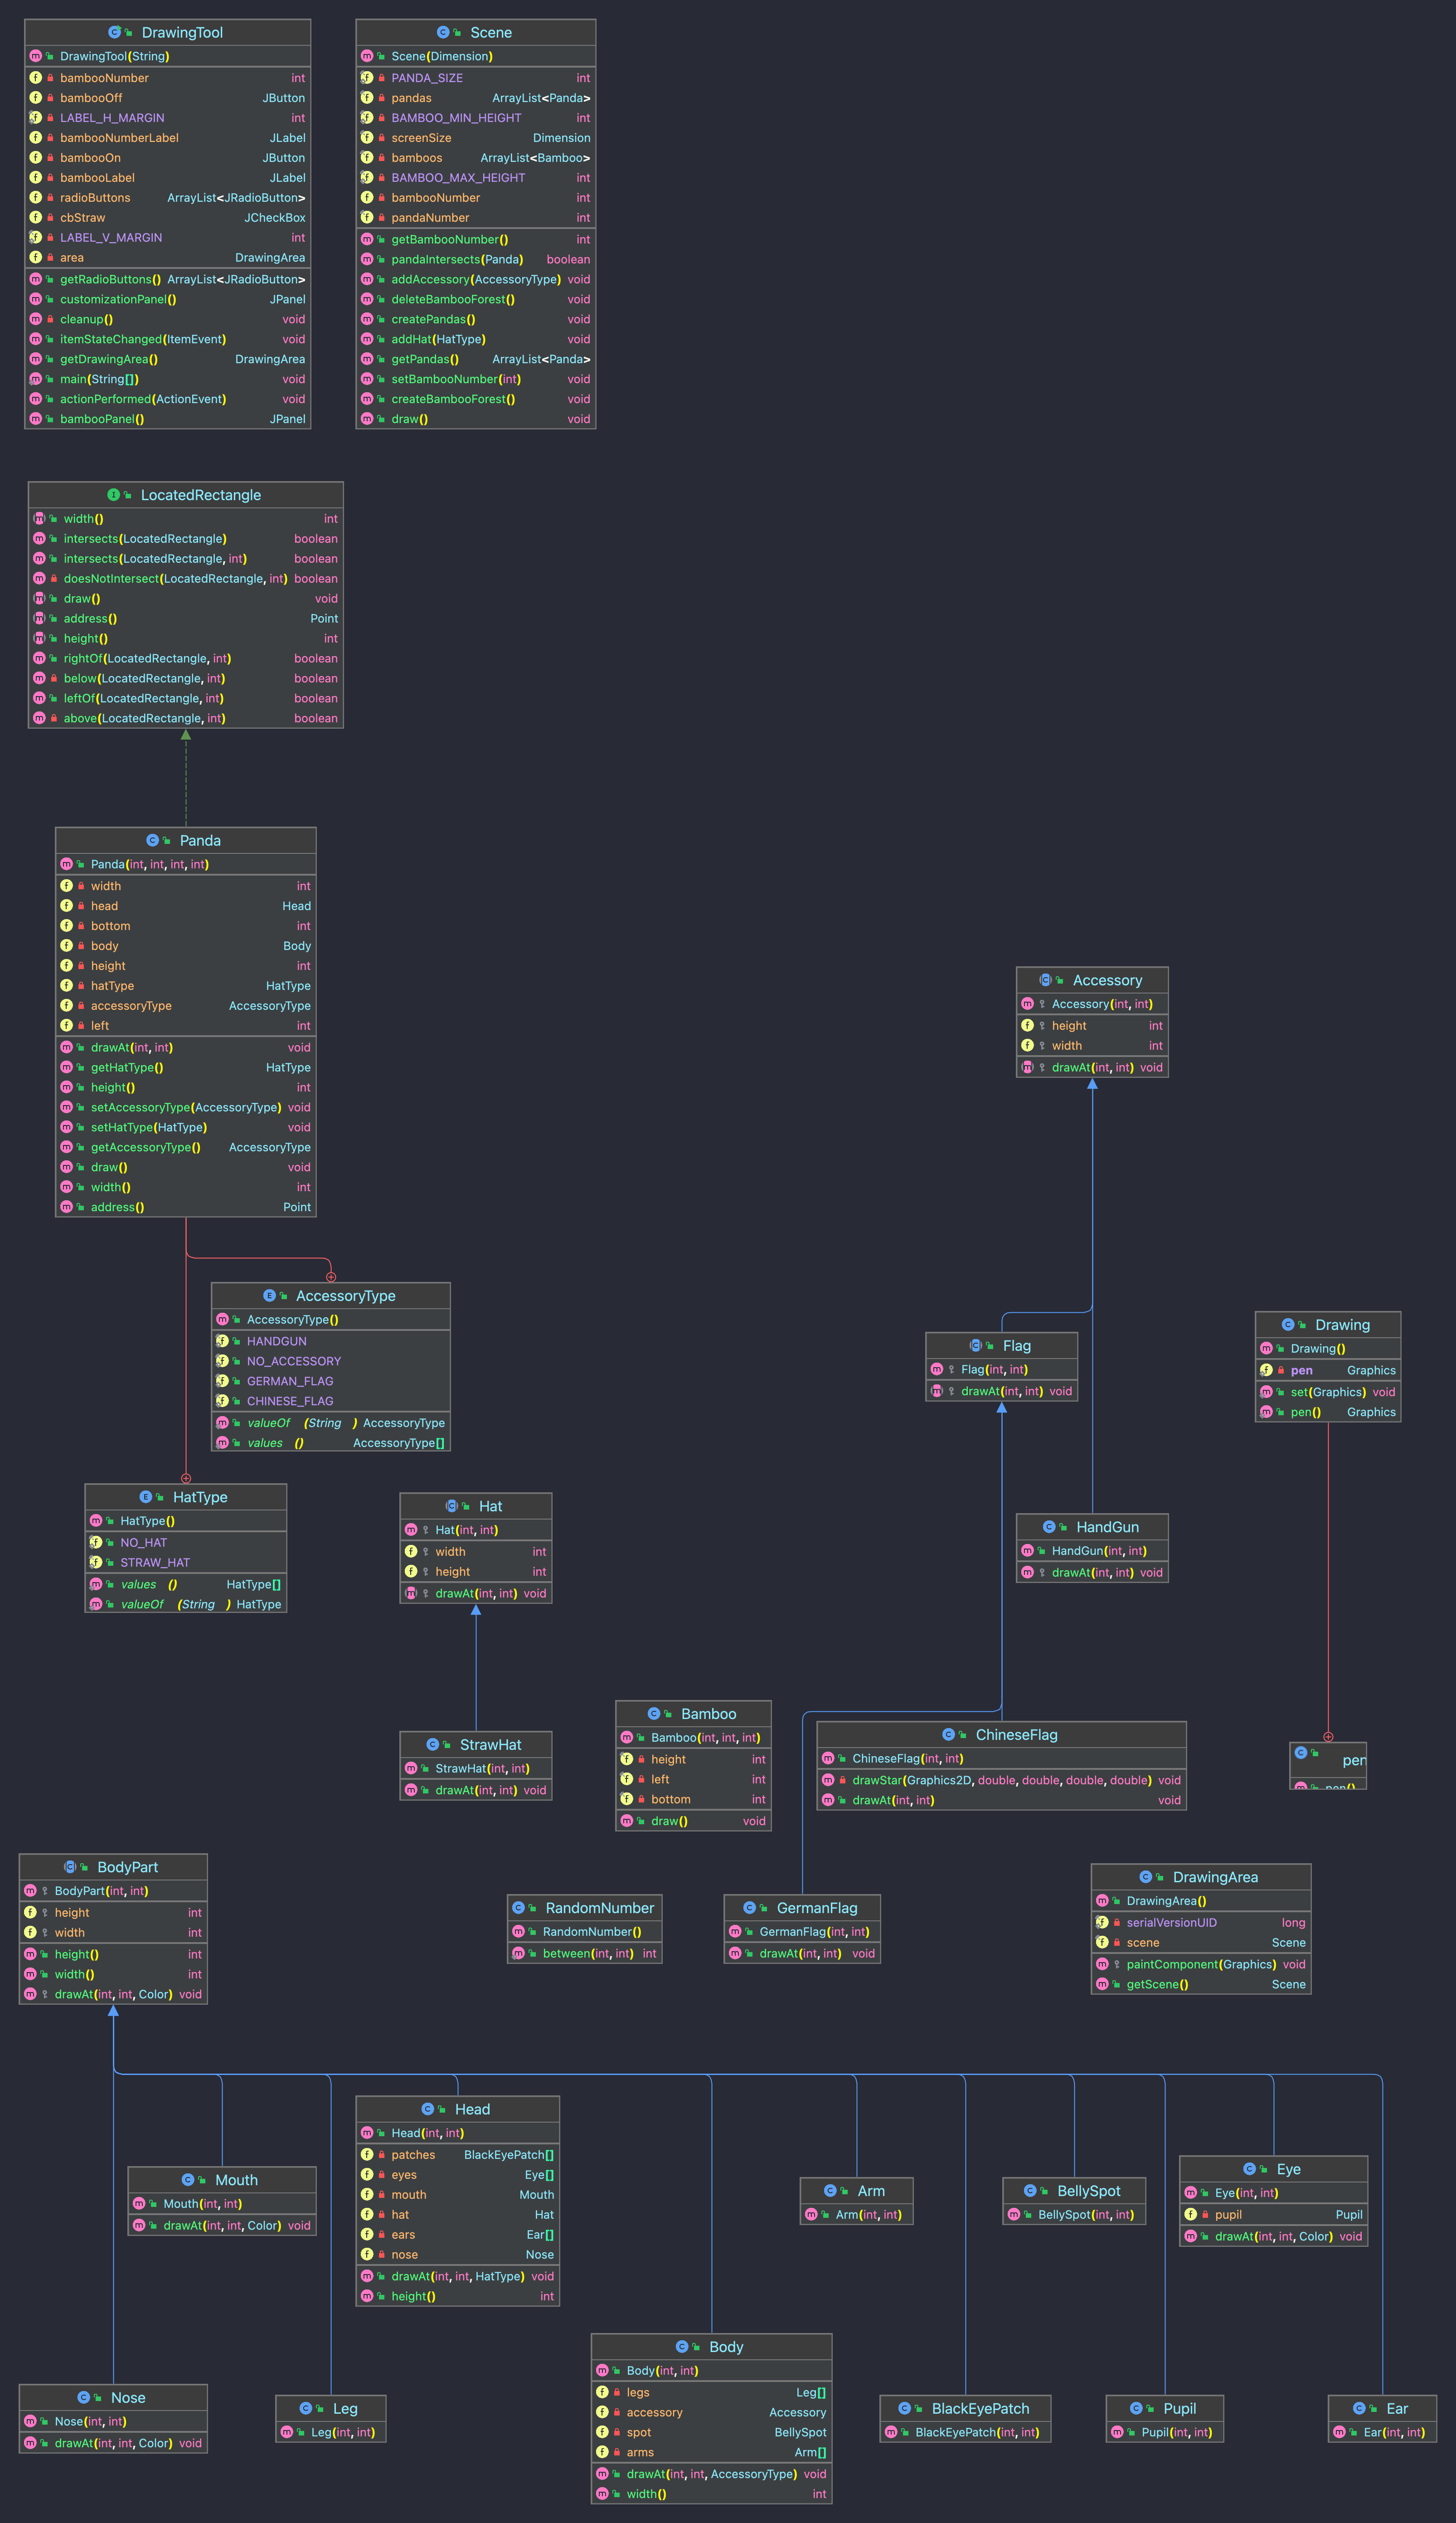 DrawingTool
DrawingTool(String)
bambooNumber int
bambooOff JButton
LABEL_H_MARGIN int
bambooNumberLabel JLabel
bambooOn JButton
bambooLabel JLabel
radioButtons ArrayList<JRadioButton>
cbStraw JCheckBox
LABEL_V_MARGIN int
area DrawingArea
getRadioButtons() ArrayList<JRadioButton>
customizationPanel() JPanel
cleanup() void
itemStateChanged(ItemEvent) void
getDrawingArea() DrawingArea
main(String[]) void
actionPerformed(ActionEvent) void
bambooPanel() JPanel
Scene
Scene(Dimension)
PANDA_SIZE int
pandas ArrayList<Panda>
BAMBOO_MIN_HEIGHT int
screenSize Dimension
bamboos ArrayList<Bamboo>
BAMBOO_MAX_HEIGHT int
bambooNumber int
pandaNumber int
getBambooNumber() int
pandaIntersects(Panda) boolean
addAccessory(AccessoryType) void
deleteBambooForest() void
createPandas() void
addHat(HatType) void
getPandas() ArrayList<Panda>
setBambooNumber(int) void
createBambooForest() void
draw() void
LocatedRectangle
width() int
intersects(LocatedRectangle) boolean
intersects(LocatedRectangle, int) boolean
doesNotIntersect(LocatedRectangle, int) boolean
draw() void
address() Point
height() int
rightOf(LocatedRectangle, int) boolean
below(LocatedRectangle, int) boolean
leftOf(LocatedRectangle, int) boolean
above(LocatedRectangle, int) boolean
Panda
Panda(int, int, int, int)
width int
head Head
bottom int
body Body
height int
hatType HatType
accessoryType AccessoryType
left int
drawAt(int, int) void
getHatType() HatType
height() int
setAccessoryType(AccessoryType) void
setHatType(HatType) void
getAccessoryType() AccessoryType
draw() void
width() int
address() Point
Accessory
Accessory(int, int)
height int
width int
drawAt(int, int) void
AccessoryType
AccessoryType()
HANDGUN
NO_ACCESSORY
GERMAN_FLAG
CHINESE_FLAG
valueOf (String ) AccessoryType
values () AccessoryType[]
Flag
Flag(int, int)
drawAt(int, int) void
Drawing
Drawing()
pen Graphics
set(Graphics) void
pen() Graphics
HatType
HatType()
NO_HAT
STRAW_HAT
values () HatType[]
valueOf (String ) HatType
Hat
Hat(int, int)
width int
height int
drawAt(int, int) void
HandGun
HandGun(int, int)
drawAt(int, int) void
StrawHat
StrawHat(int, int)
drawAt(int, int) void
Bamboo
Bamboo(int, int, int)
height int
left int
bottom int
draw() void
ChineseFlag
ChineseFlag(int, int)
drawStar(Graphics2D, double, double, double, double) void
drawAt(int, int) void
pen
pen()
BodyPart
BodyPart(int, int)
height int
width int
height() int
width() int
drawAt(int, int, Color) void
RandomNumber
RandomNumber()
between(int, int) int
GermanFlag
GermanFlag(int, int)
drawAt(int, int) void
DrawingArea
DrawingArea()
serialVersionUID long
scene Scene
paintComponent(Graphics) void
getScene() Scene
Mouth
Mouth(int, int)
drawAt(int, int, Color) void
Head
Head(int, int)
patches BlackEyePatch[]
eyes Eye[]
mouth Mouth
hat Hat
ears Ear[]
nose Nose
drawAt(int, int, HatType) void
height() int
Arm
Arm(int, int)
BellySpot
BellySpot(int, int)
Eye
Eye(int, int)
pupil Pupil
drawAt(int, int, Color) void
Nose
Nose(int, int)
drawAt(int, int, Color) void
Leg
Leg(int, int)
Body
Body(int, int)
legs Leg[]
accessory Accessory
spot BellySpot
arms Arm[]
drawAt(int, int, AccessoryType) void
width() int
BlackEyePatch
BlackEyePatch(int, int)
Pupil
Pupil(int, int)
Ear
Ear(int, int)